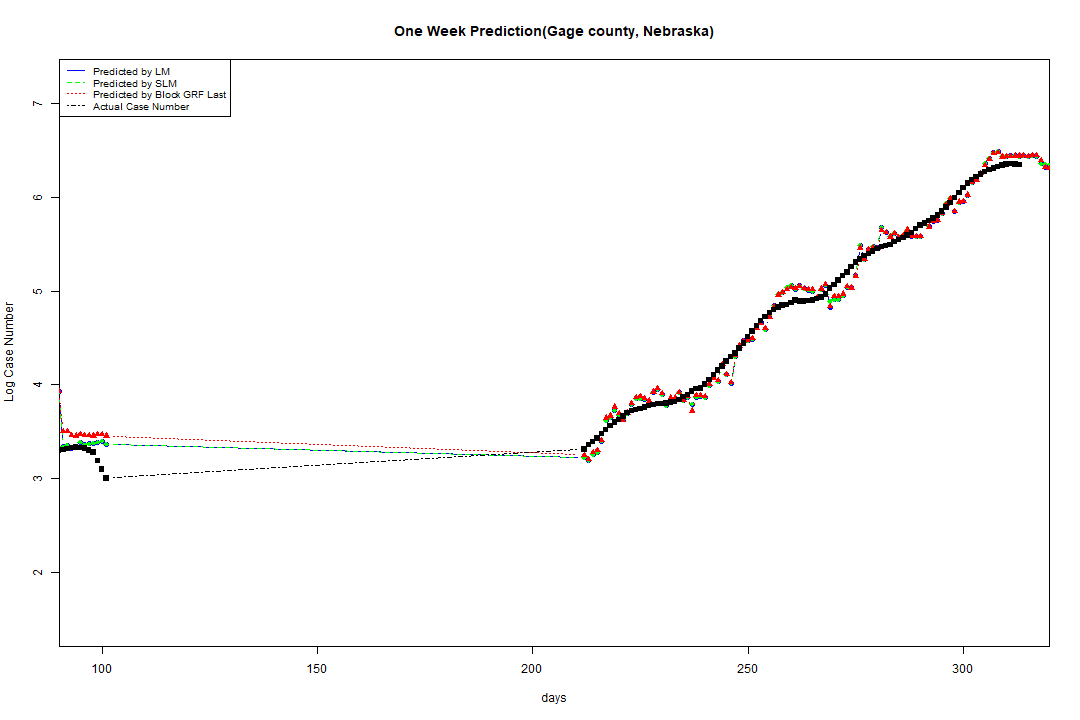 One Week Prediction(Gage county, Nebraska)
Predicted by LM
Predicted by SLM
Predicted by Block GRF Last
Actual Case Number
7
6
5
4
3
2
Log Case Number
100 150 200 250 300
days